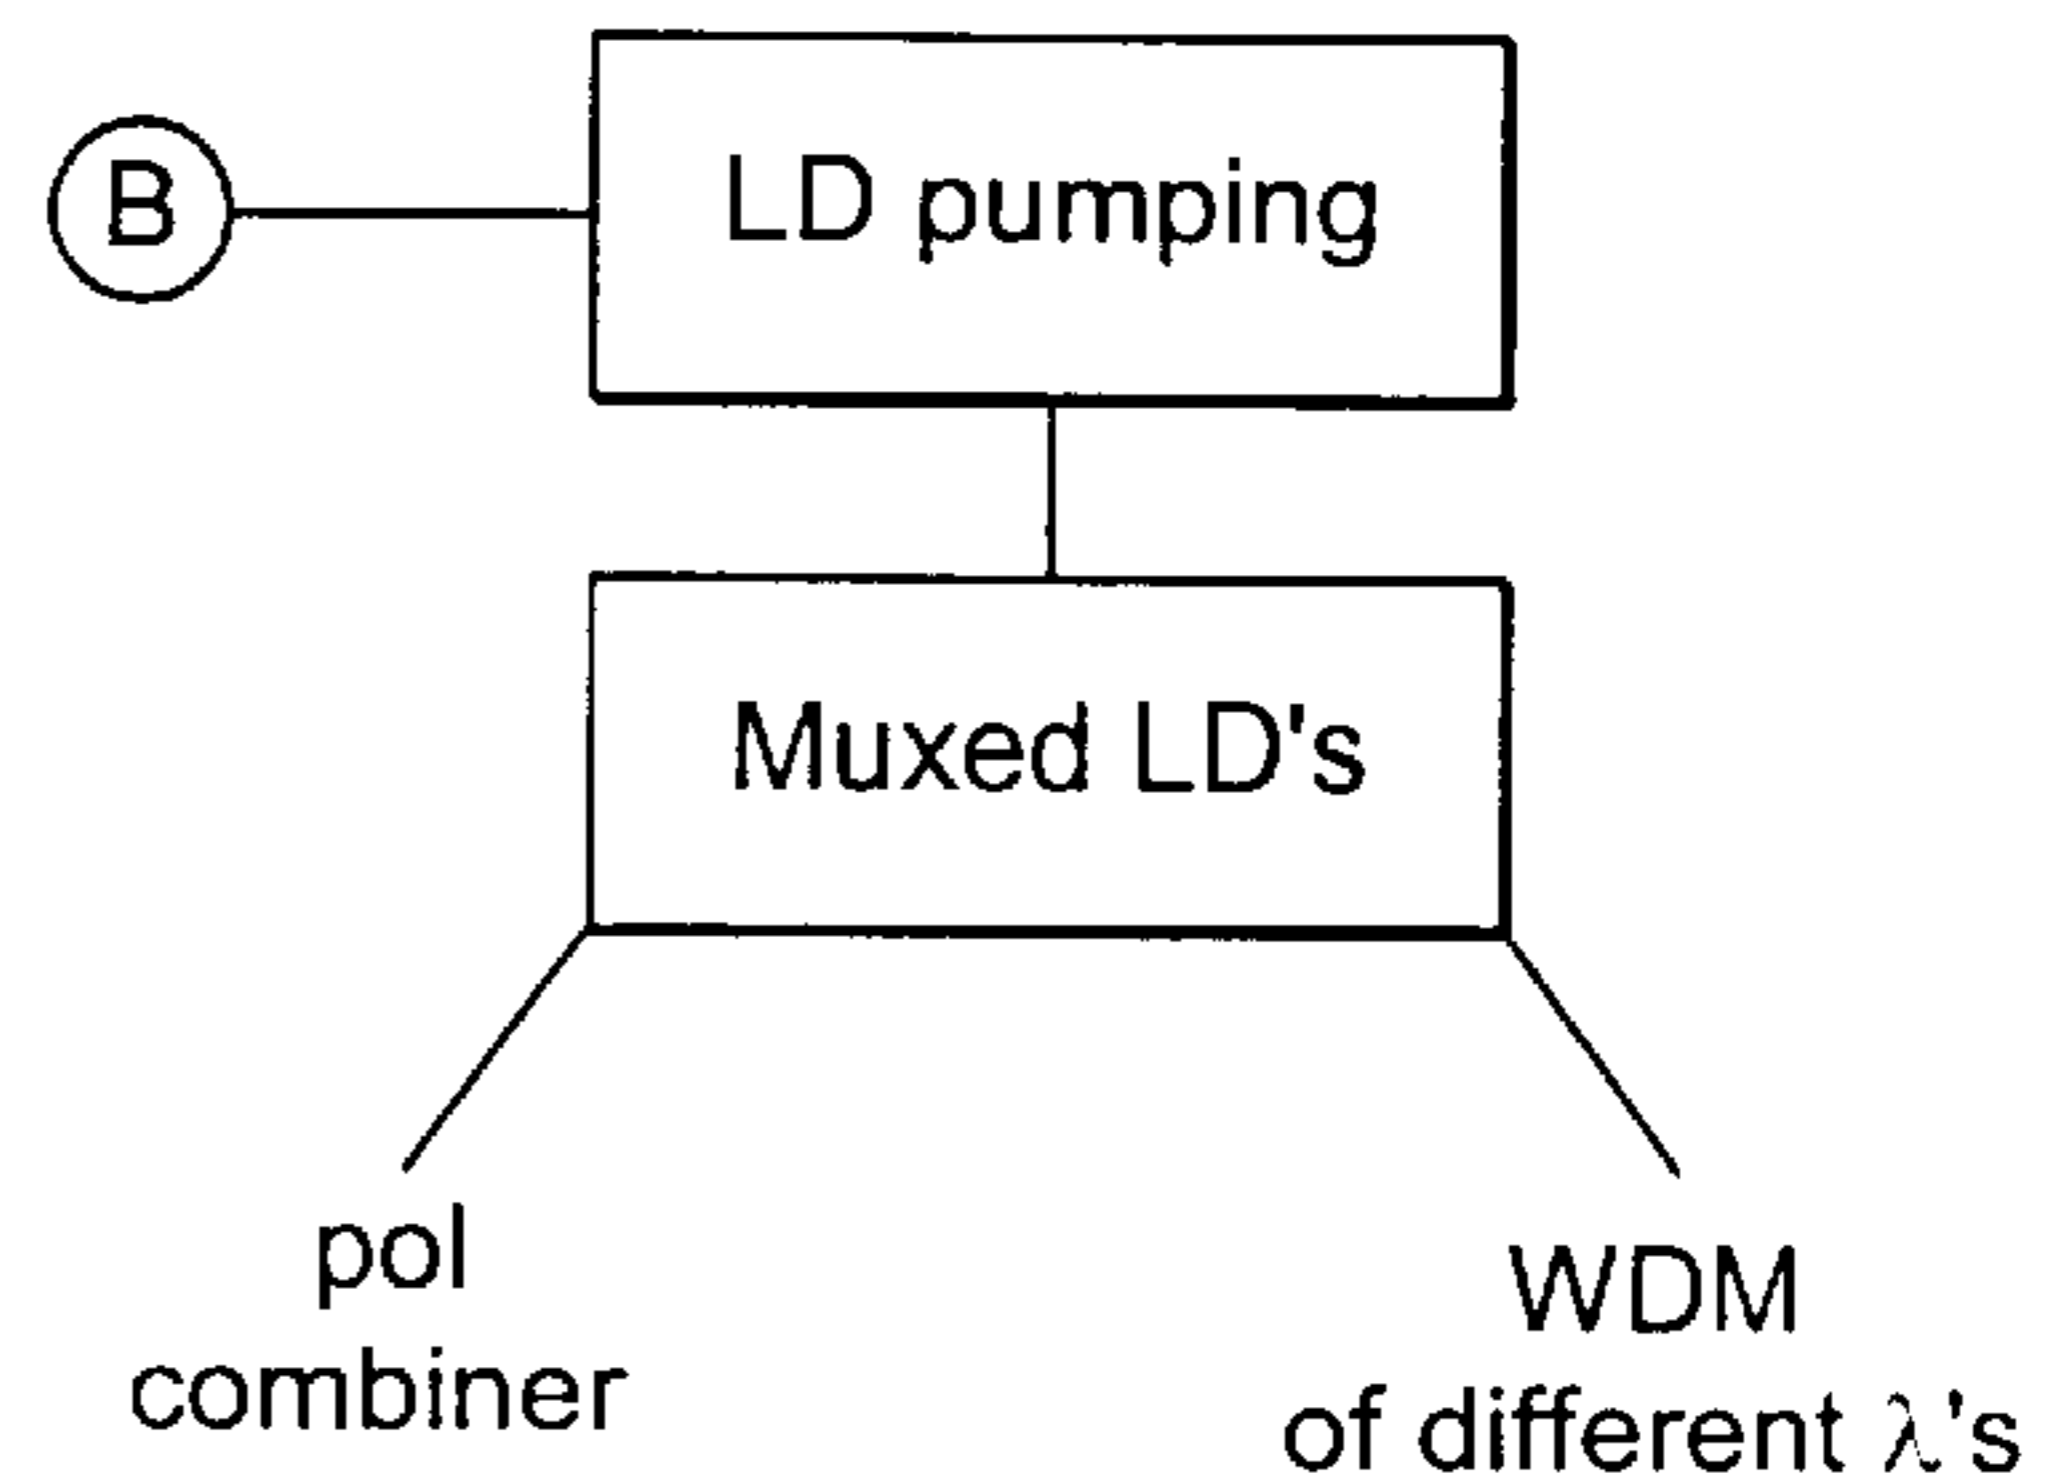 B
LD pumping
Muxed LD's
pol
combiner
WDM
of different λ's